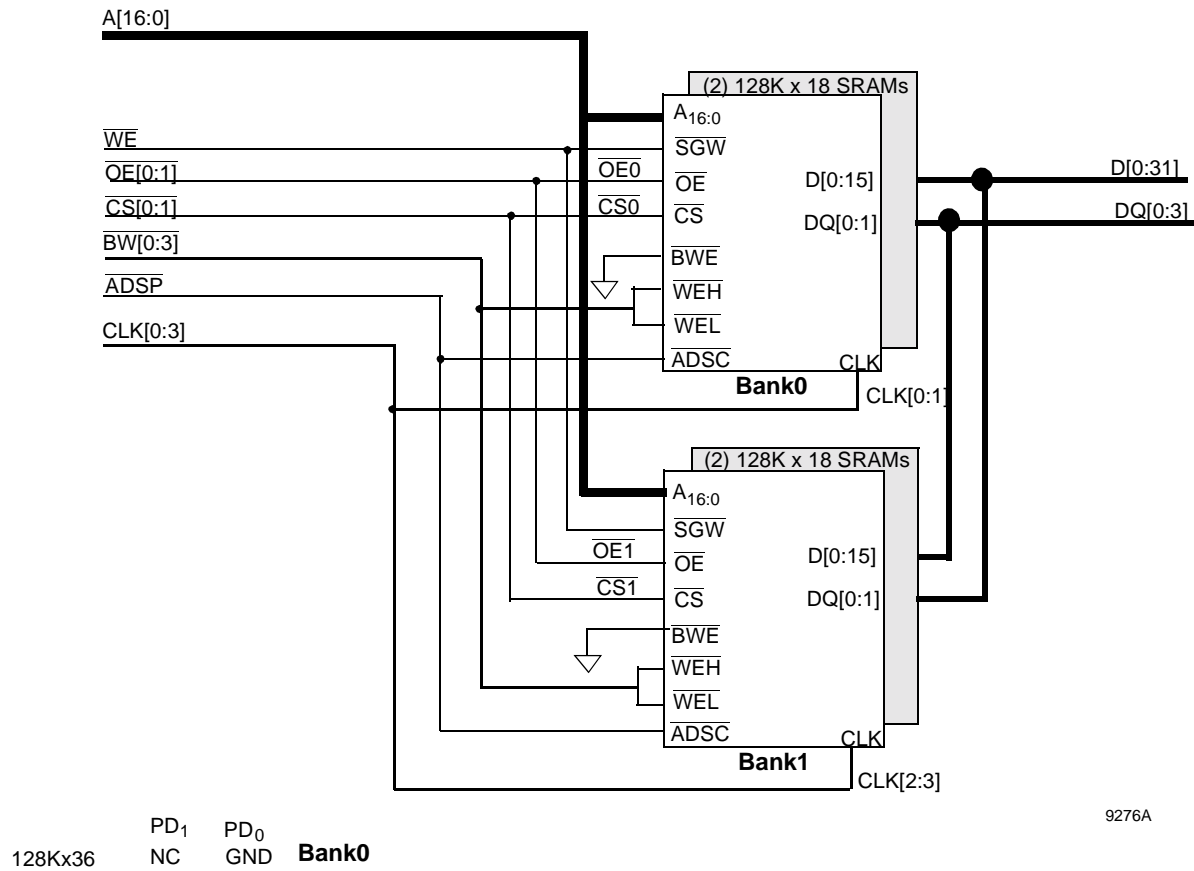 A[16:0]
(2) 128K x 18 SRAMs
A16:0
WE
SGW
OE[0:1]
OE0
OE
D[0:15]
D[0:31]
CS[0:1]
CS0
CS
DQ[0:1]
DQ[0:3]
BW[0:3]
BWE
ADSP
WEH
WEL
CLK[0:3]
ADSC
CLK
Bank0
CLK[0:1]
(2) 128K x 18 SRAMs
A16:0
SGW
OE1
OE
D[0:15]
CS1
CS
DQ[0:1]
BWE
WEH
WEL
ADSC
CLK
Bank1
CLK[2:3]
9276A
PD1 PD0
128Kx36 NC GND Bank0